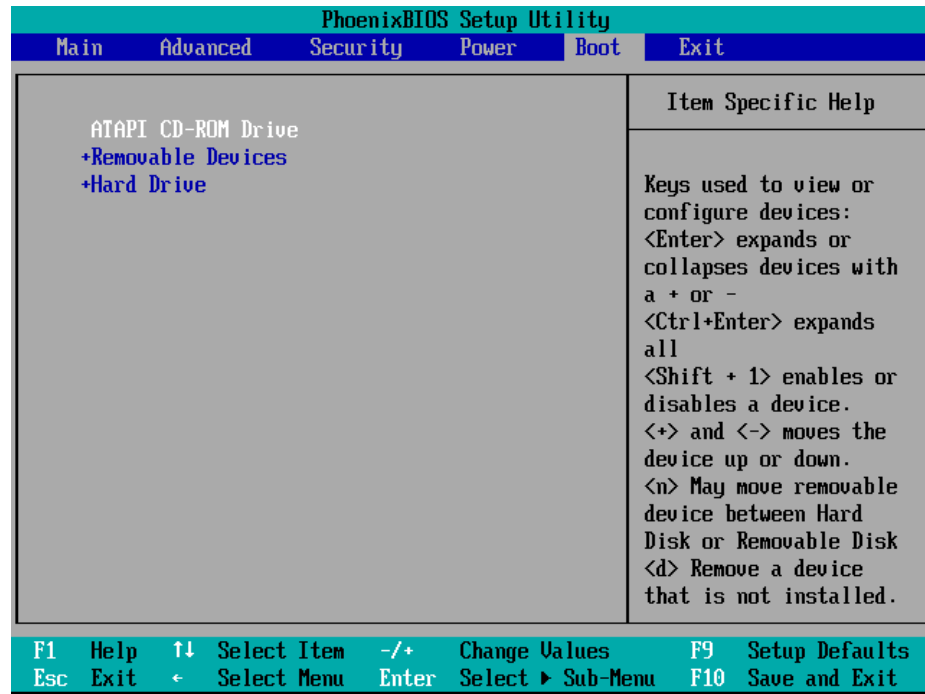 PhoenixBIOS Setup Utility
Main Advanced Security Power Boot Exit
ATAPI CD-ROM Drive
+Removable Devices
+Hard Drive
Item Specific Help
Keys used to view or
configure devices:
<Enter> expands or
collapses devices with
a + or -
<Ctrl+Enter> expands
all
<Shift + 1> enables or
disables a device.
<+> and <-> moves the
device up or down.
<n> May move removable
device between Hard
Disk or Removable Disk
<d> Remove a device
that is not installed.
F1 Help ↑↓ Select Item -/+ Change Values F9 Setup Defaults
Esc Exit ← Select Menu Enter Select ▶ Sub-Menu F10 Save and Exit